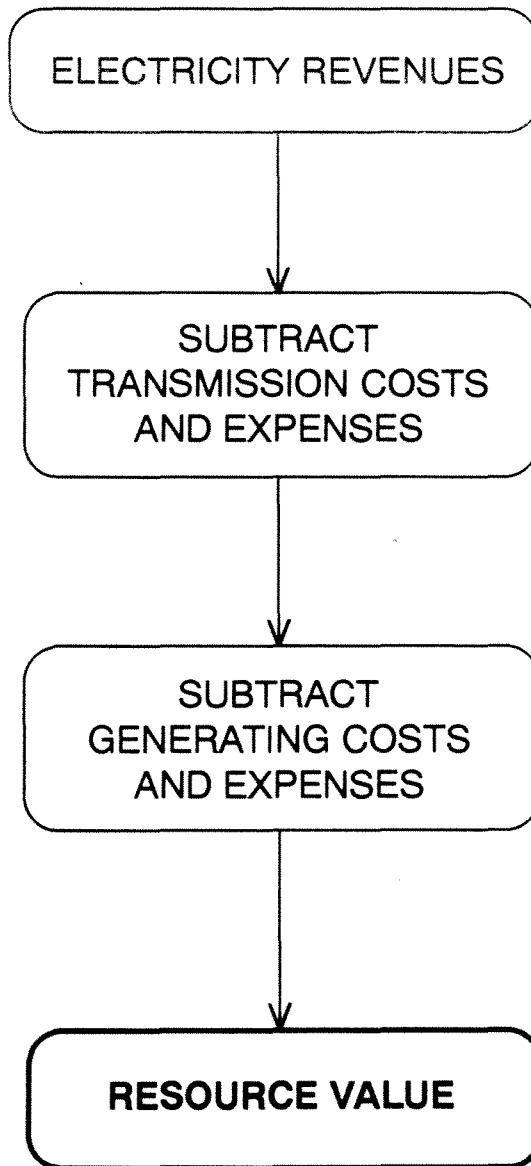 ELECTRICITY REVENUES
SUBTRACT
TRANSMISSION COSTS
AND EXPENSES
SUBTRACT
GENERATING COSTS
AND EXPENSES
RESOURCE VALUE